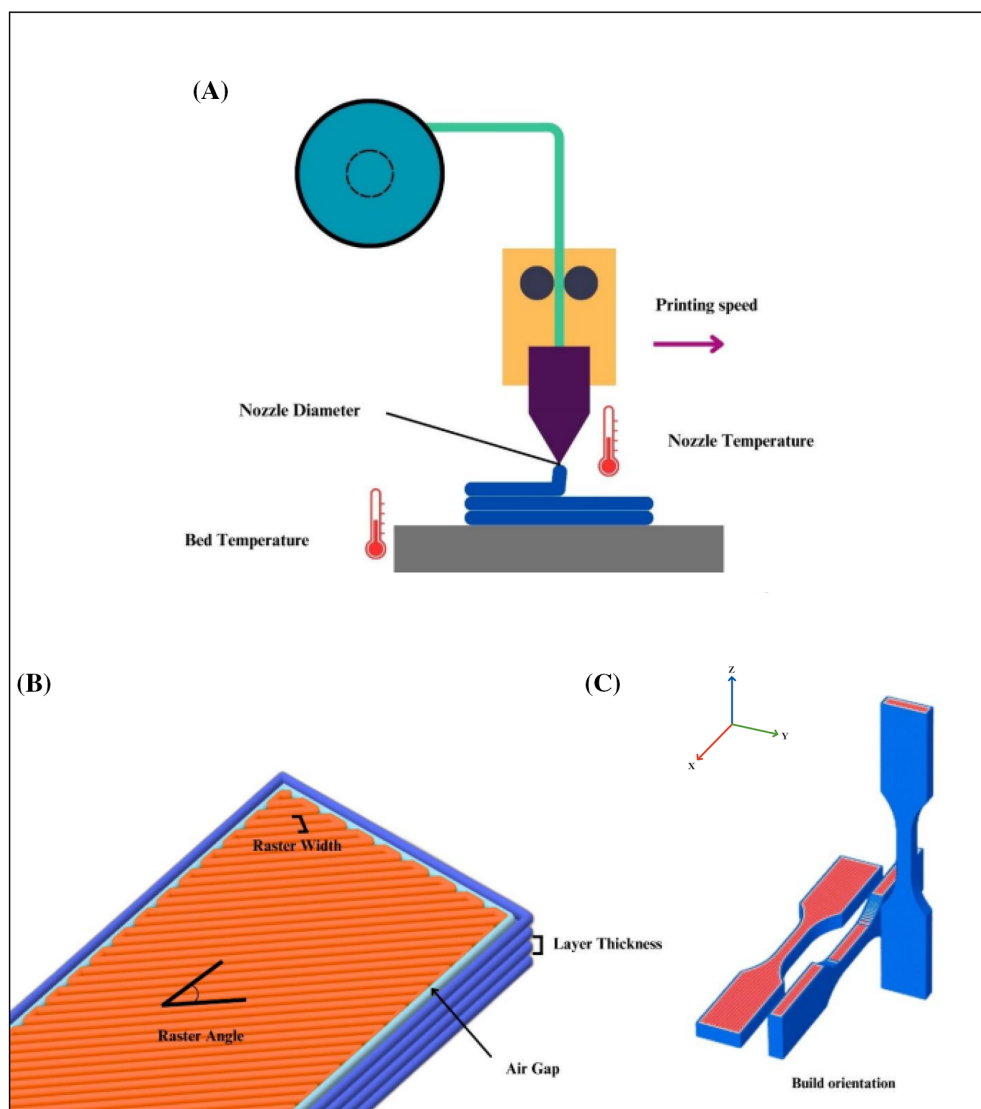 (A)
Printing speed
Nozzle Diameter
Nozzle Temperature
Bed Temperature
(B)
(C)
Z
Y
X
Raster Width
Layer Thickness
Raster Angle
Air Gap
Build orientation